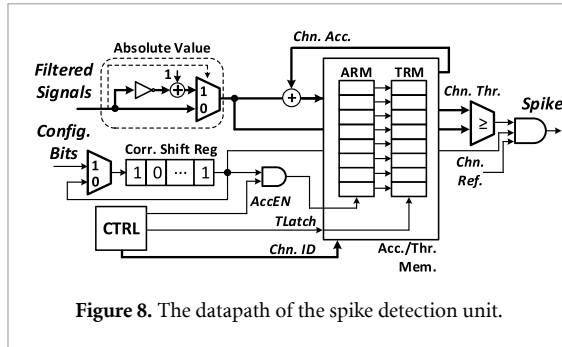 Absolute Value
Chn. Acc.
Filtered
Signals
1
1
0
ARM
TRM
Chn. Thr.
Spike
+
+
≥
Config.
Bits
1
0
Corr. Shift Reg
1 0 ... 1
AccEN
Chn.
Ref.
CTRL
TLatch
Chn. ID
Acc./Thr.
Mem.
Figure 8. The datapath of the spike detection unit.